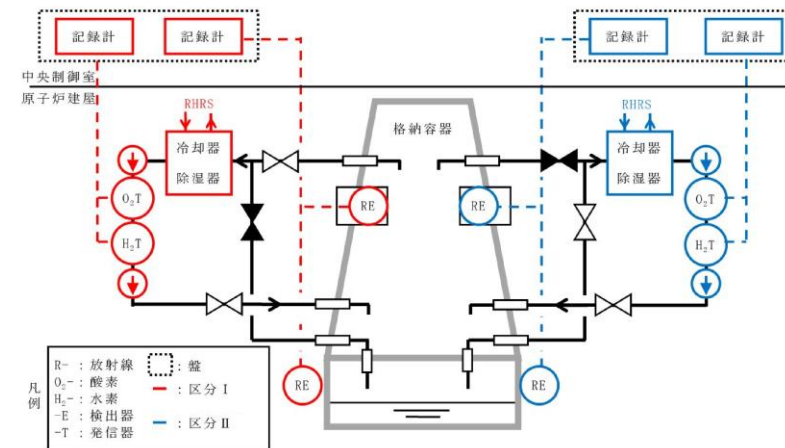 記録計
記録計
記録計
記録計
中央制御室
原子炉建屋
RHRS
格納容器
RHRS
冷却器
除湿器
冷却器
除湿器
O₂T
RE
RE
O₂T
H₂T
H₂T
RE
RE
凡例
R- : 放射線
O₂- : 酸素
H₂- : 水素
-E : 検出器
-T : 発信器
: 盤
: 区分Ⅰ
: 区分Ⅱ